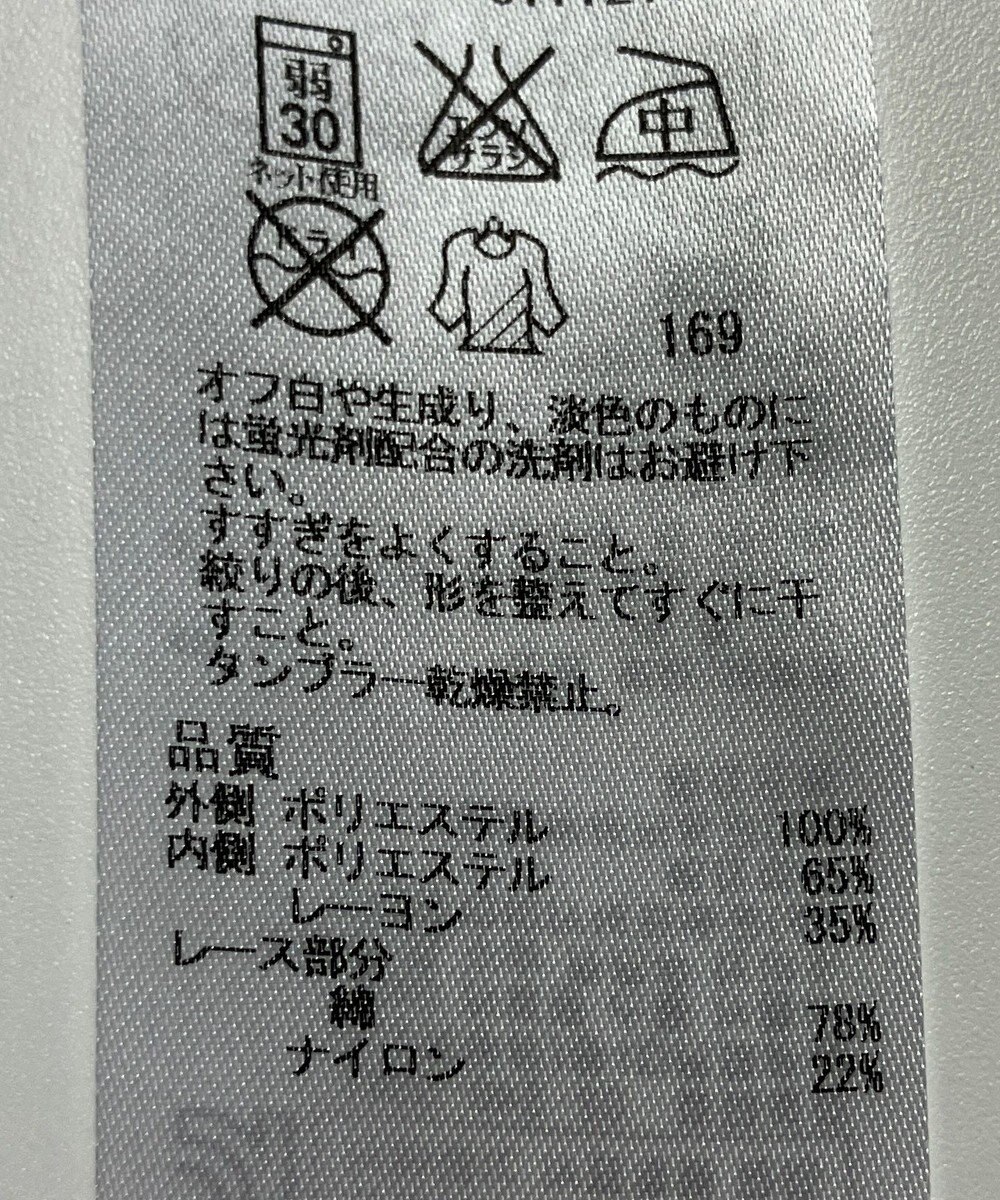 弱
30
ネット使用
エンソ
サラシ
中
ドライ
169
オフ白や生成り、淡色のものに
は蛍光剤配合の洗剤はお避け下
さい。
すすぎをよくすること。
絞りの後、形を整えてすぐに干
すこと。
タンブラー乾燥禁止。
品質
外側 ポリエステル 100%
内側 ポリエステル 65%
レーヨン 35%
レース部分
綿 78%
ナイロン 22%